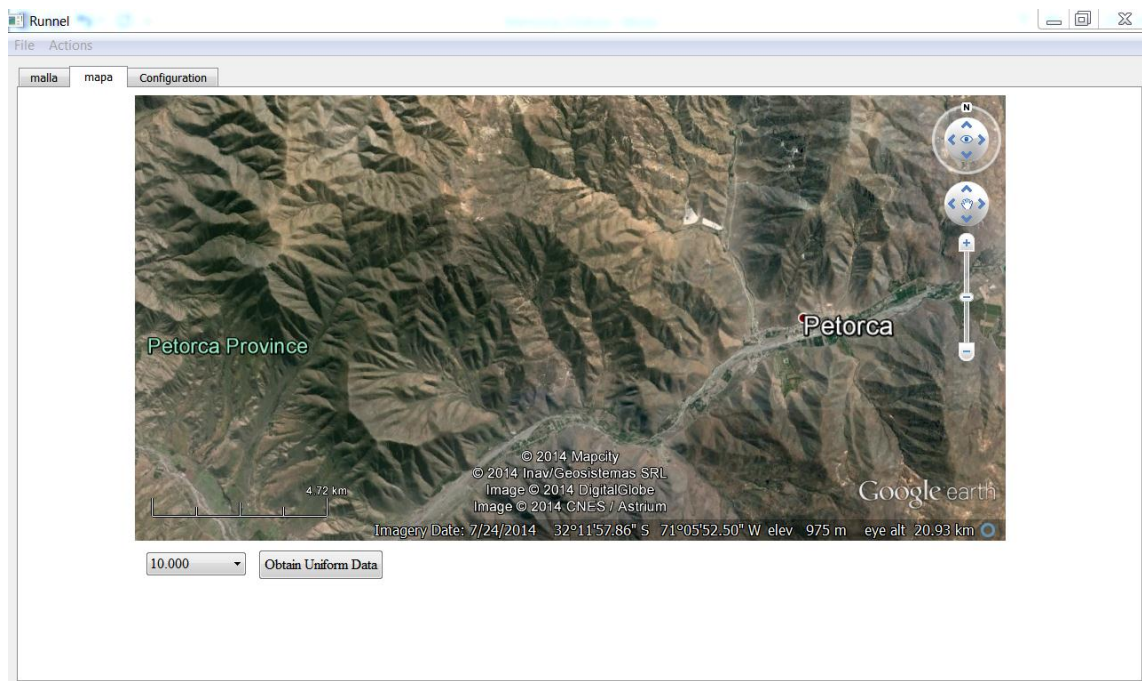 Runnel
File Actions
malla mapa Configuration
N
Petorca
Petorca Province
© 2014 Mapcity
© 2014 Inav/Geosistemas SRL
4.72 km Image © 2014 DigitalGlobe
Google earth
Image © 2014 CNES / Astrium
Imagery Date: 7/24/2014 32°11'57.86" S 71°05'52.50" W elev 975 m eye alt 20.93 km
10.000 Obtain Uniform Data